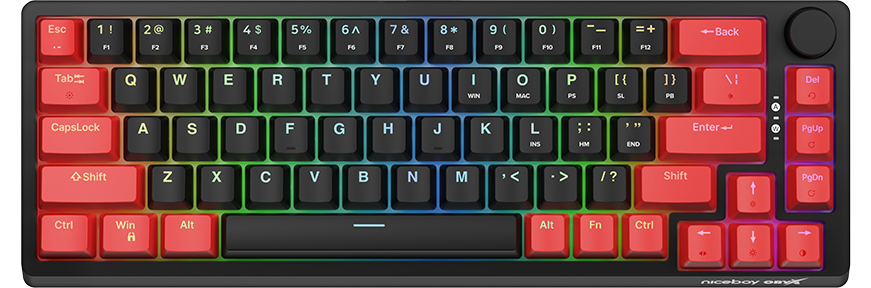 Esc 1 ! 2 @ 3 # 4 $ 5 % 6 ^ 7 & 8 * 9 ( 0 ) - _ = + ←Back
F1 F2 F3 F4 F5 F6 F7 F8 F9 F10 F11 F12
Tab Q W E R T Y U I O P [ { ] } \ ¦ Del
WIN MAC PS SL PB
A
CapsLock A S D F G H J K L ; : ' " Enter↵ PgUp
INS HM END
W
⇧Shift Z X C V B N M , < . > / ? Shift ↑ PgDn
Ctrl Win Alt Alt Fn Ctrl ← ↓ →
niceboy ORYX